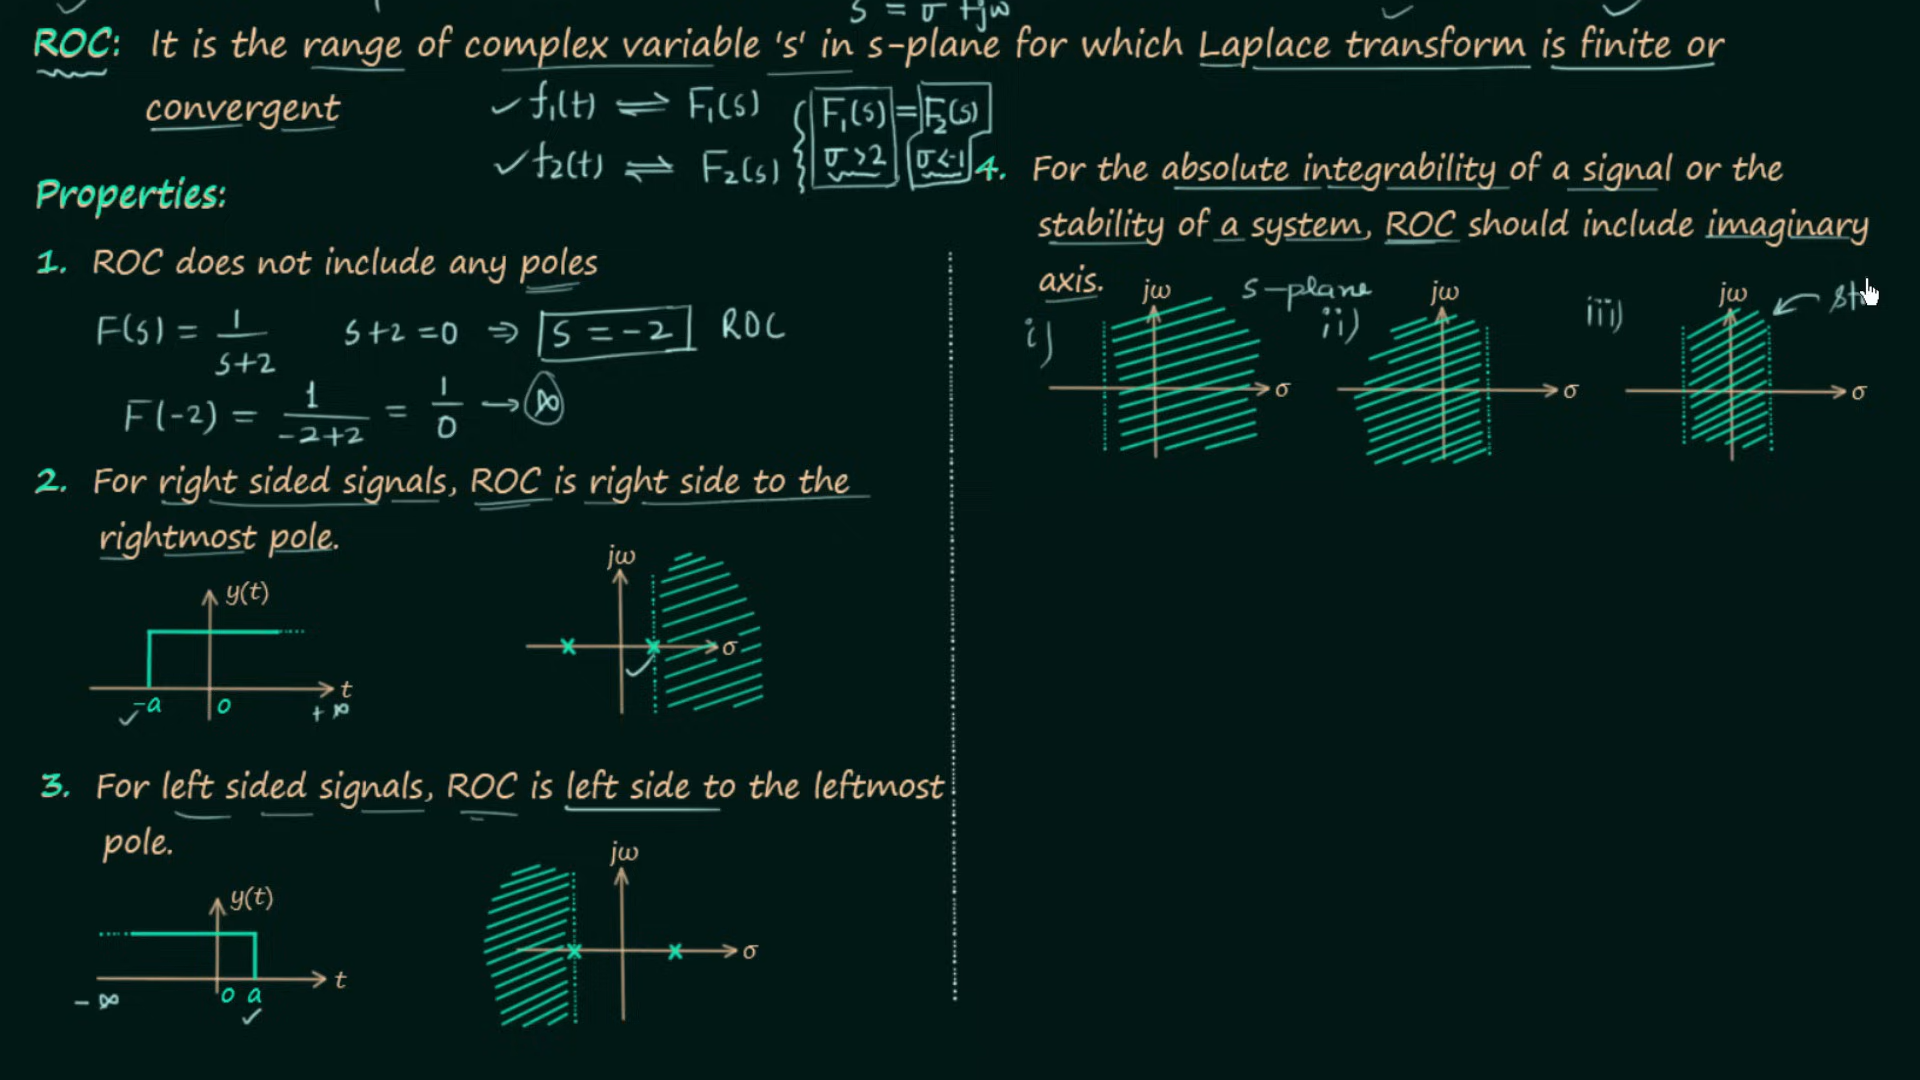 s = σ + jω
ROC: It is the range of complex variable 's' in s-plane for which Laplace transform is finite or
convergent
f₁(t) ⇌ F₁(s)
f₂(t) ⇌ F₂(s)
F₁(s) = F₂(s)
σ>2 σ<-1
Properties:
1. ROC does not include any poles
F(s) = 1/(s+2) s+2 = 0 ⇒ s = -2 ROC
F(-2) = 1/(-2+2) = 1/0 → ∞
2. For right sided signals, ROC is right side to the
rightmost pole.
y(t)
-a 0 t
+∞
jω
σ
3. For left sided signals, ROC is left side to the leftmost
pole.
y(t)
0 a t
-∞
jω
σ
4. For the absolute integrability of a signal or the
stability of a system, ROC should include imaginary
axis.
i) jω s-plane
σ
ii) jω
σ
iii) jω
σ